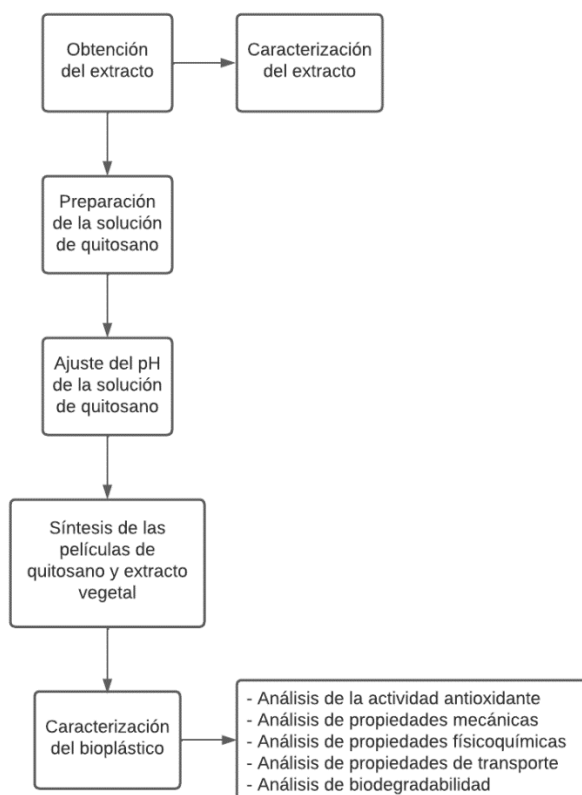 Obtención
del extracto
Caracterización
del extracto
Preparación
de la solución
de quitosano
Ajuste del pH
de la solución
de quitosano
Síntesis de las
películas de
quitosano y extracto
vegetal
Caracterización
del bioplástico
- Análisis de la actividad antioxidante
- Análisis de propiedades mecánicas
- Análisis de propiedades físicoquímicas
- Análisis de propiedades de transporte
- Análisis de biodegradabilidad